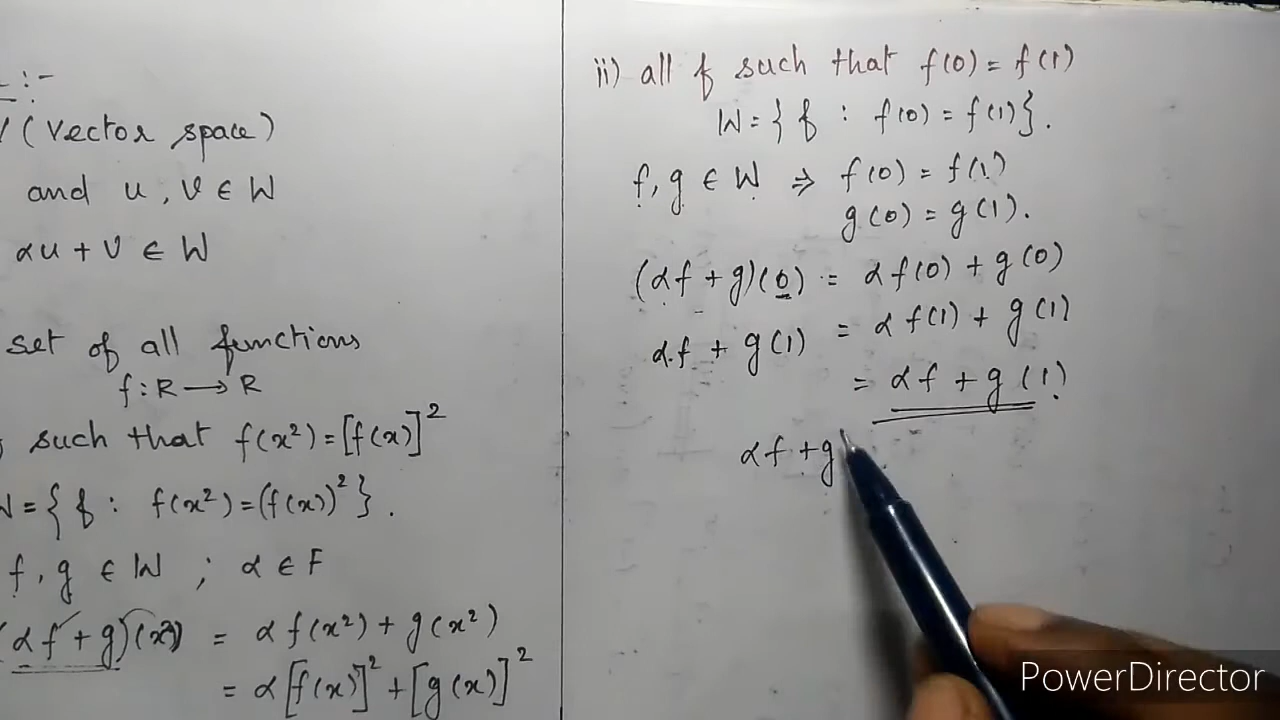 :-
(Vector space)
and u, v ∈ W
αu + v ∈ W
set of all functions
f : R → R
such that f(x²) = [f(x)]²
W = { f : f(x²) = (f(x))² }.
f, g ∈ W ; α ∈ F
(αf + g)(x²) = α f(x²) + g(x²)
= α [f(x)]² + [g(x)]²
ii) all f such that f(0) = f(1)
W = { f : f(0) = f(1) }.
f, g ∈ W ⇒ f(0) = f(1)
g(0) = g(1).
(αf + g)(0) = αf(0) + g(0)
αf + g(1) = αf(1) + g(1)
= αf + g(1)
αf + g
PowerDirector